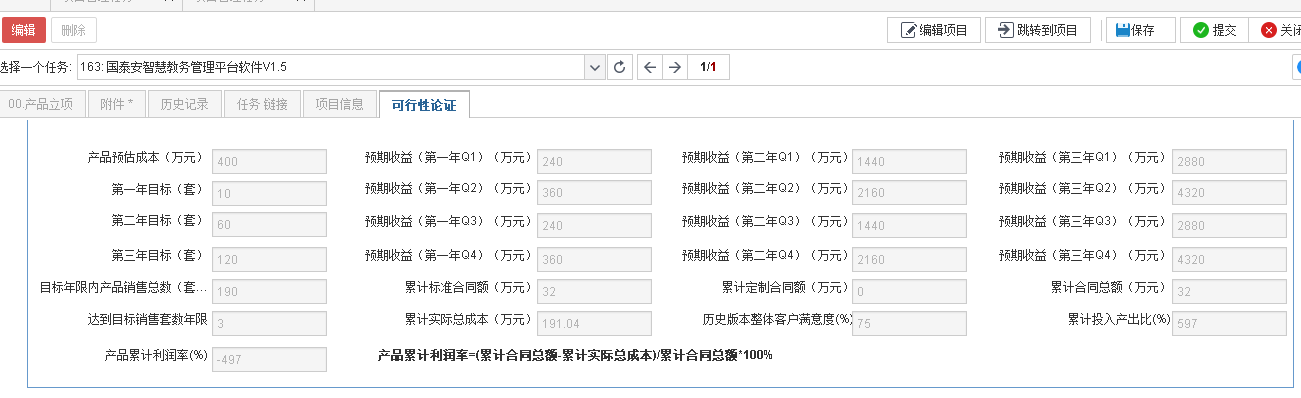 编辑 删除 编辑项目 跳转到项目 保存 提交 关闭
选择一个任务: 163: 国泰安智慧教务管理平台软件V1.5 1/1
00.产品立项 附件 * 历史记录 任务 链接 项目信息 可行性论证
产品预估成本（万元） 400 预期收益（第一年Q1）（万元） 240 预期收益（第二年Q1）（万元） 1440 预期收益（第三年Q1）（万元） 2880
第一年目标（套） 10 预期收益（第一年Q2）（万元） 360 预期收益（第二年Q2）（万元） 2160 预期收益（第三年Q2）（万元） 4320
第二年目标（套） 60 预期收益（第一年Q3）（万元） 240 预期收益（第二年Q3）（万元） 1440 预期收益（第三年Q3）（万元） 2880
第三年目标（套） 120 预期收益（第一年Q4）（万元） 360 预期收益（第二年Q4）（万元） 2160 预期收益（第三年Q4）（万元） 4320
目标年限内产品销售总数（套... 190 累计标准合同额（万元） 32 累计定制合同额（万元） 0 累计合同总额（万元） 32
达到目标销售套数年限 3 累计实际总成本（万元） 191.04 历史版本整体客户满意度(%) 75 累计投入产出比(%) 597
产品累计利润率(%) -497 产品累计利润率=(累计合同总额-累计实际总成本)/累计合同总额*100%